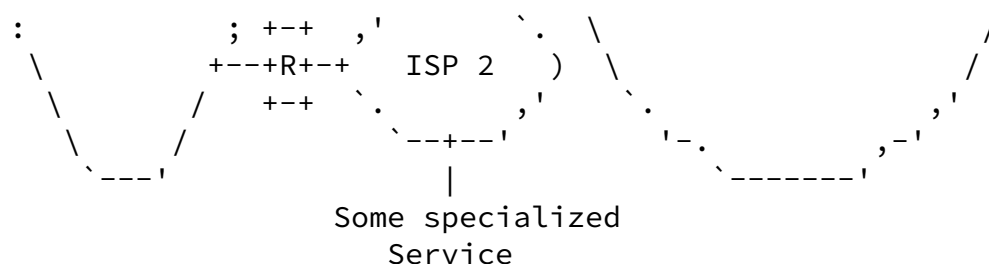 :           ; +-+  ,'       `.  \                     /
 \         +--+R+-+   ISP 2   )  \                   /
  \       /   +-+  `.       ,'    `.               ,'
   \     /           `--+--'        '-.         ,-'
    `---'               |              `-------'
                  Some specialized
                     Service